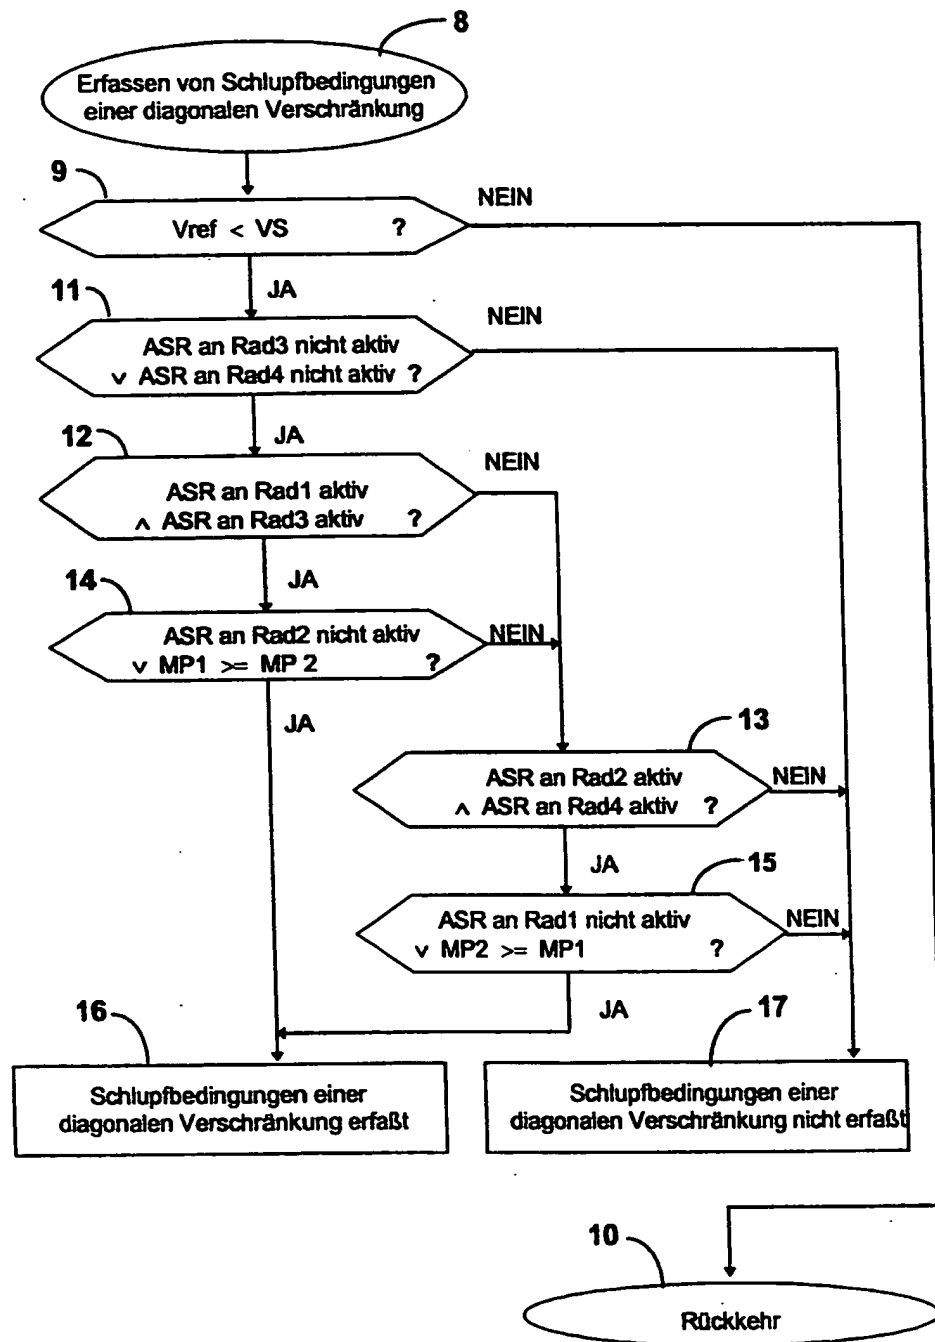 8
Erfassen von Schlupfbedingungen
einer diagonalen Verschränkung
9
NEIN
Vref < VS ?
JA
11
NEIN
ASR an Rad3 nicht aktiv
v ASR an Rad4 nicht aktiv ?
JA
12
NEIN
ASR an Rad1 aktiv
ʌ ASR an Rad3 aktiv ?
JA
14
ASR an Rad2 nicht aktiv
v MP1 >= MP 2 ?
NEIN
JA
13
ASR an Rad2 aktiv
ʌ ASR an Rad4 aktiv ?
NEIN
JA
15
ASR an Rad1 nicht aktiv
v MP2 >= MP1 ?
NEIN
JA
16
17
Schlupfbedingungen einer
diagonalen Verschränkung erfaßt
Schlupfbedingungen einer
diagonalen Verschränkung nicht erfaßt
10
Rückkehr